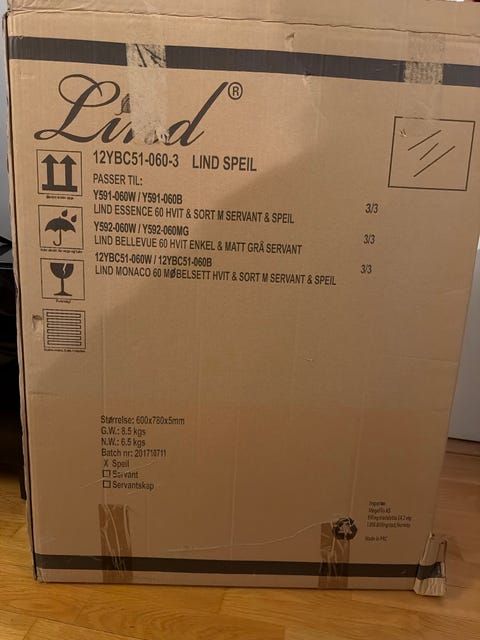 Lind®
12YBC51-060-3 LIND SPEIL
PASSER TIL:
Y591-060W / Y591-060B
LIND ESSENCE 60 HVIT & SORT M SERVANT & SPEIL 3/3
Y592-060W / Y592-060MG
LIND BELLEVUE 60 HVIT ENKEL & MATT GRÅ SERVANT 3/3
12YBC51-060W / 12YBC51-060B
LIND MONACO 60 MØBELSETT HVIT & SORT M SERVANT & SPEIL 3/3
Størrelse: 600x780x5mm
G.W.: 8.5 kgs
N.W.: 6.5 kgs
Batch nr: 201710711
X Speil
Servant
Servantskap
Importør:
Megaflis AS
Made in PRC